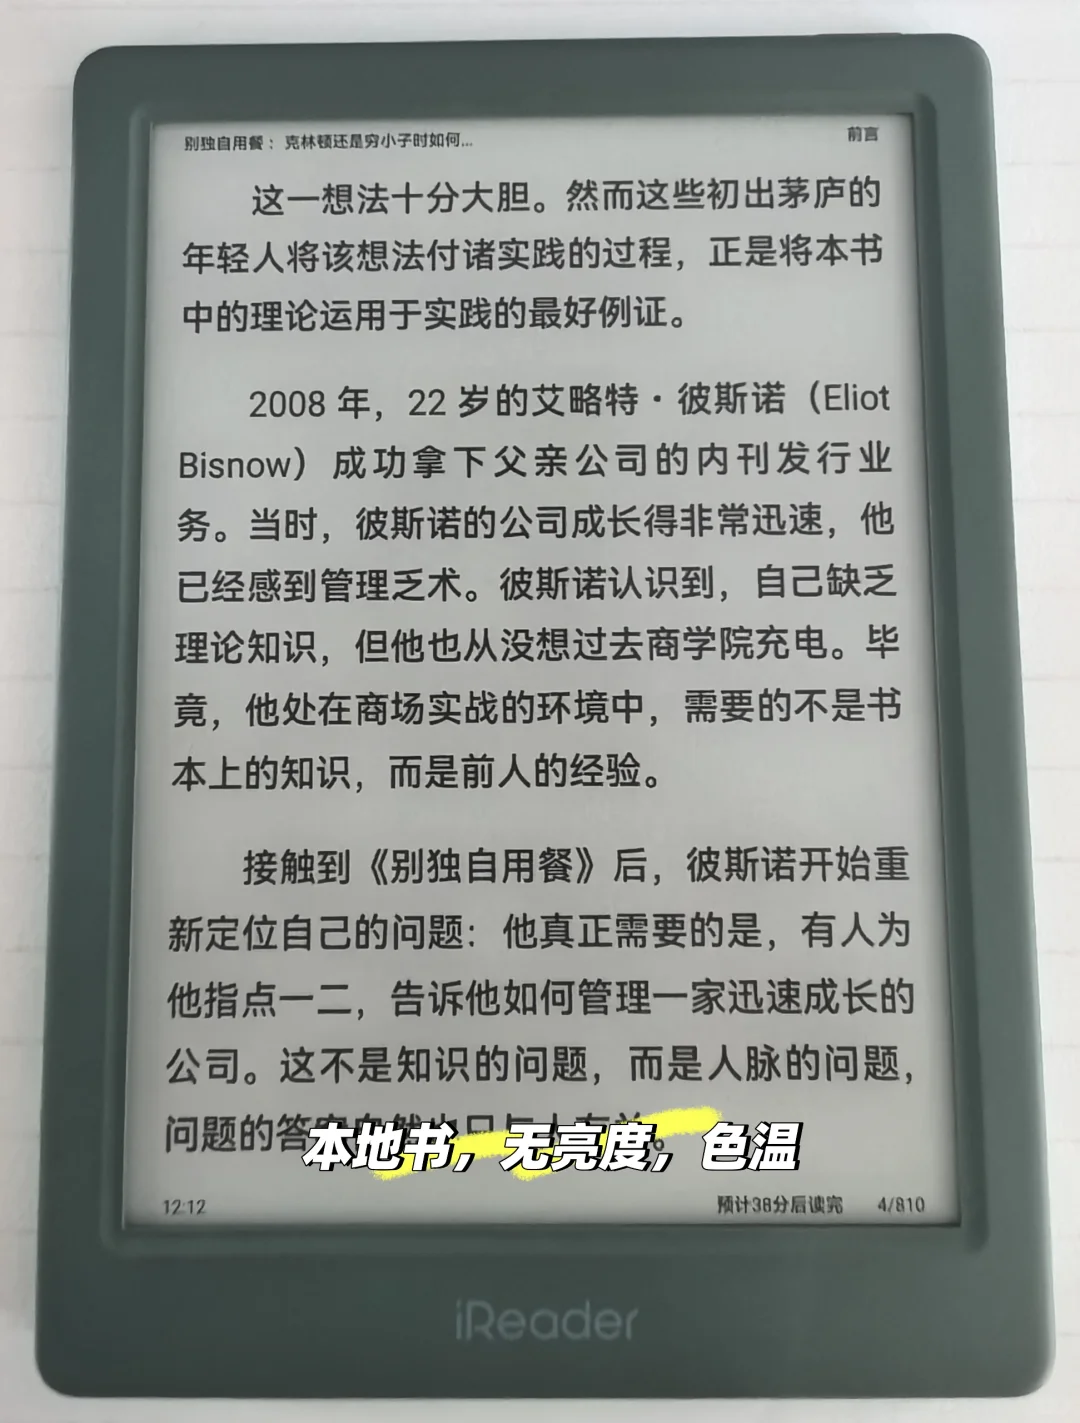 别独自用餐：克林顿还是穷小子时如何...
前言
这一想法十分大胆。然而这些初出茅庐的
年轻人将该想法付诸实践的过程，正是将本书
中的理论运用于实践的最好例证。
2008 年，22 岁的艾略特·彼斯诺（Eliot
Bisnow）成功拿下父亲公司的内刊发行业
务。当时，彼斯诺的公司成长得非常迅速，他
已经感到管理乏术。彼斯诺认识到，自己缺乏
理论知识，但他也从没想过去商学院充电。毕
竟，他处在商场实战的环境中，需要的不是书
本上的知识，而是前人的经验。
接触到《别独自用餐》后，彼斯诺开始重
新定位自己的问题：他真正需要的是，有人为
他指点一二，告诉他如何管理一家迅速成长的
公司。这不是知识的问题，而是人脉的问题，
问题的答
本地书，无亮度，色温
12:12
预计38分后读完
4/810
iReader